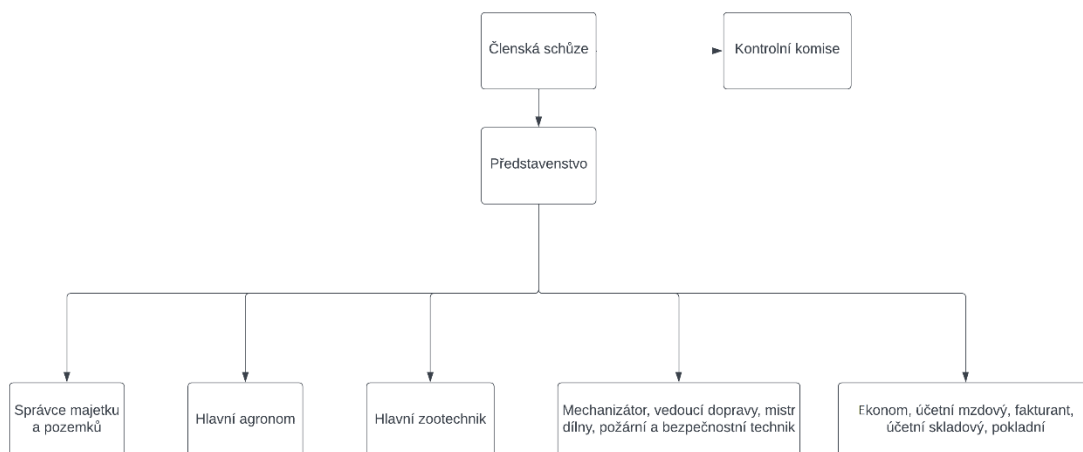 Členská schůze
Kontrolní komise
Představenstvo
Správce majetku
a pozemků
Hlavní agronom
Hlavní zootechnik
Mechanizátor, vedoucí dopravy, mistr
dílny, požární a bezpečnostní technik
Ekonom, účetní mzdový, fakturant,
účetní skladový, pokladní